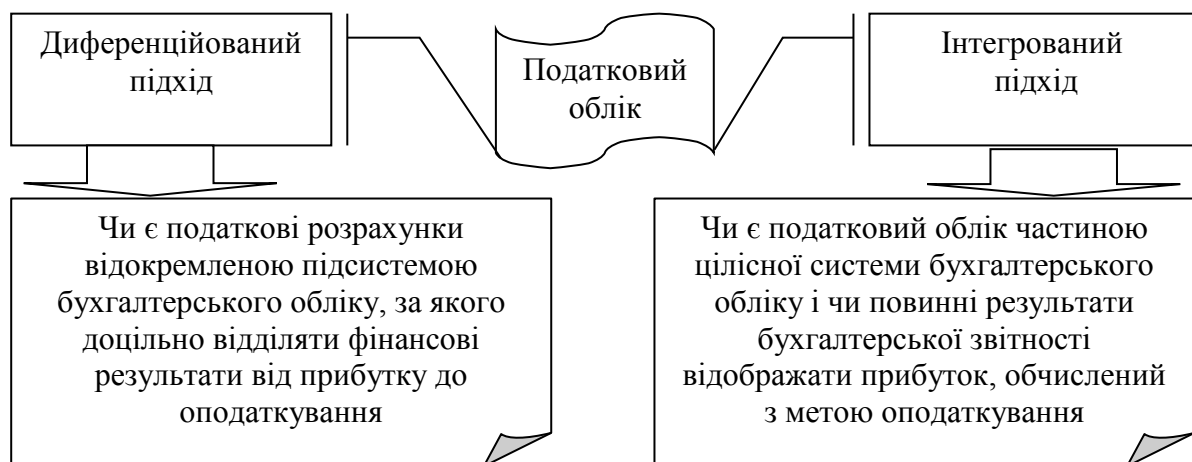 Диференційований
підхід
Податковий
облік
Інтегрований
підхід
Чи є податкові розрахунки
відокремленою підсистемою
бухгалтерського обліку, за якого
доцільно відділяти фінансові
результати від прибутку до
оподаткування
Чи є податковий облік частиною
цілісної системи бухгалтерського
обліку і чи повинні результати
бухгалтерської звітності
відображати прибуток, обчислений
з метою оподаткування